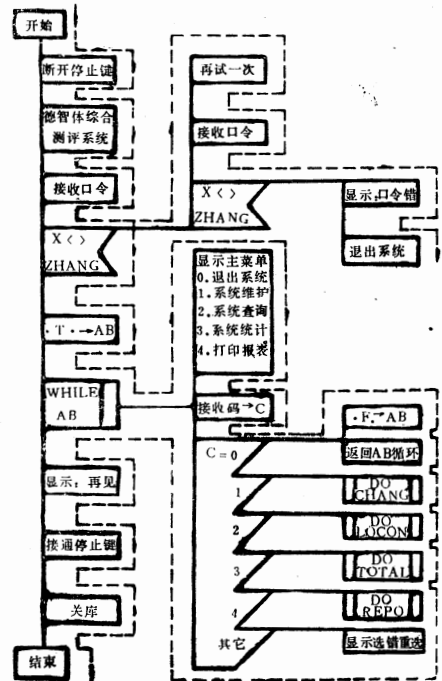 开始
断开停止键
德智体综合
测评系统
接收口令
X〈 〉
ZHANG
·T·→AB
WHILE
AB
显示：再见
接通停止键
关库
结束
再试一次
接收口令
X〈 〉
ZHANG
显示：口令错
退出系统
显示主菜单
0.退出系统
1.系统维护
2.系统查询
3.系统统计
4.打印报表
接收码→C
C=0
·F.→AB
返回AB循环
1
DO
CHANG
2
DO
LOCON
3
DO
TOTAL
4
DO
REPO
其它
显示选错重选